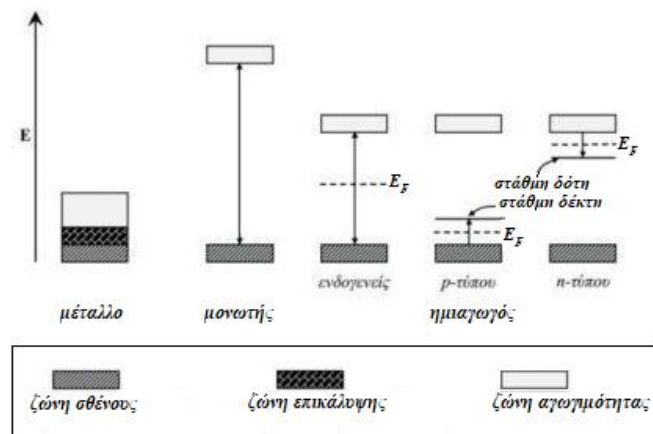 E
E_F
στάθμη δότη
στάθμη δέκτη
E_F
E_F
ενδογενείς p-τύπου n-τύπου
μέταλλο μονωτής ημιαγωγός
ζώνη σθένους ζώνη επικάλυψης ζώνη αγωγιμότητας